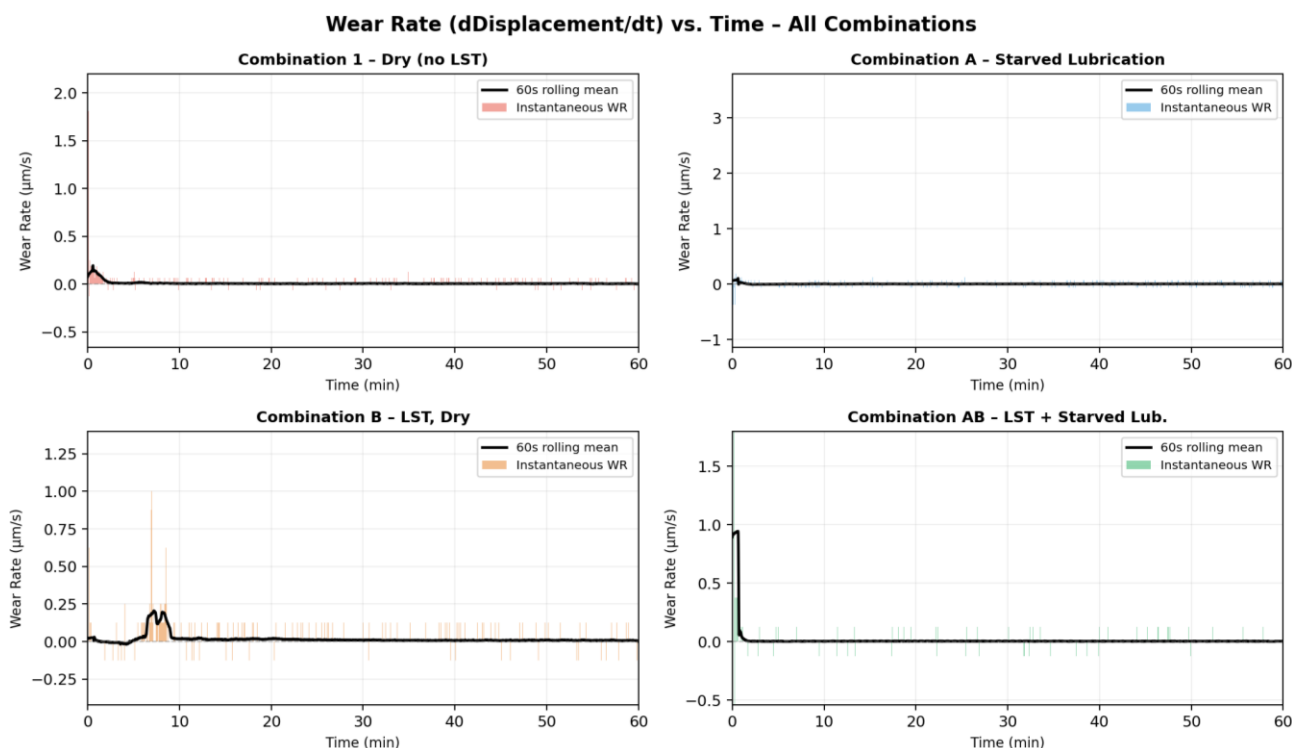 Wear Rate (dDisplacement/dt) vs. Time – All Combinations
Combination 1 – Dry (no LST)
2.0
1.5
1.0
0.5
0.0
−0.5
Wear Rate (µm/s)
60s rolling mean
Instantaneous WR
0 10 20 30 40 50 60
Time (min)
Combination A – Starved Lubrication
3
2
1
0
−1
Wear Rate (µm/s)
60s rolling mean
Instantaneous WR
0 10 20 30 40 50 60
Time (min)
Combination B – LST, Dry
1.25
1.00
0.75
0.50
0.25
0.00
−0.25
Wear Rate (µm/s)
60s rolling mean
Instantaneous WR
0 10 20 30 40 50 60
Time (min)
Combination AB – LST + Starved Lub.
1.5
1.0
0.5
0.0
−0.5
Wear Rate (µm/s)
60s rolling mean
Instantaneous WR
0 10 20 30 40 50 60
Time (min)